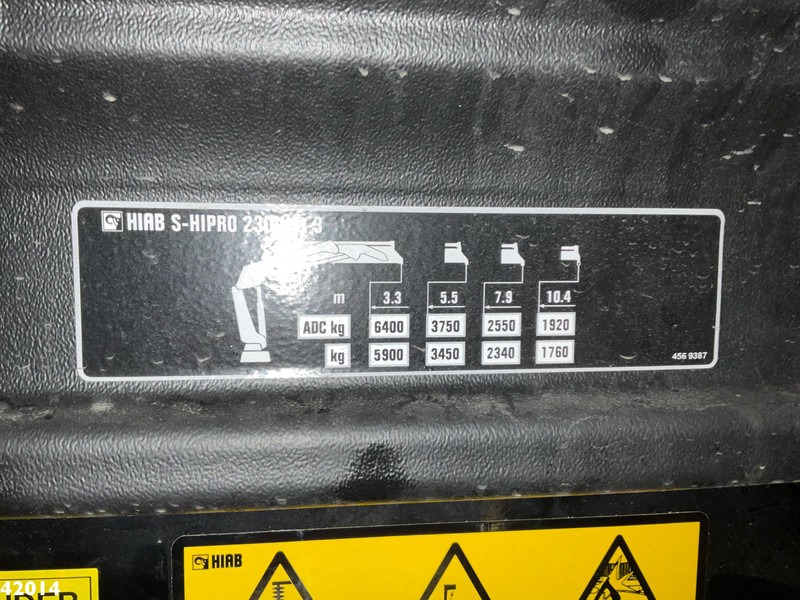 HIAB S-HIPRO
m 3.3 5.5 7.9 10.4
ADC kg 6400 3750 2550 1920
kg 5900 3450 2340 1760
456 9387
HIAB
42014